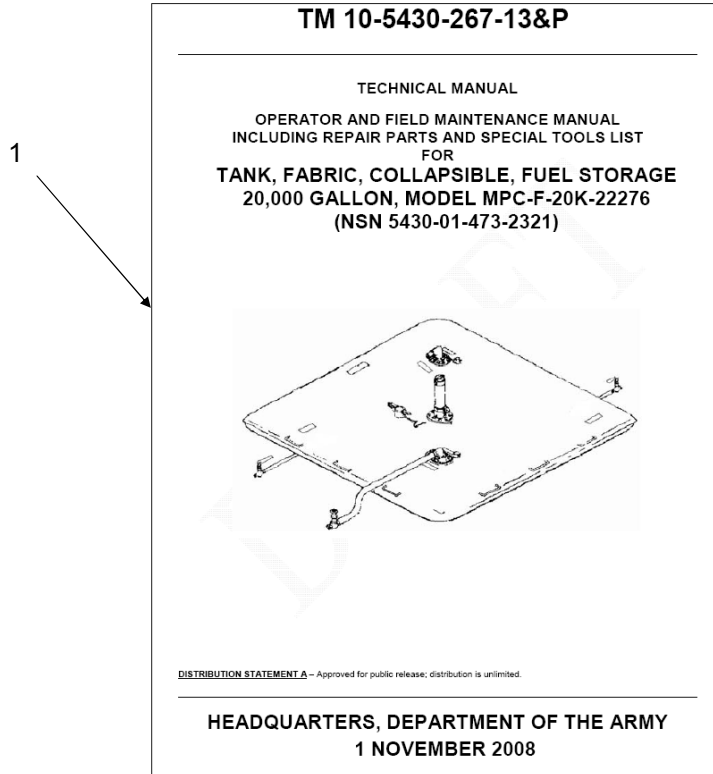 TM 10-5430-267-13&P
TECHNICAL MANUAL
OPERATOR AND FIELD MAINTENANCE MANUAL
INCLUDING REPAIR PARTS AND SPECIAL TOOLS LIST
FOR
TANK, FABRIC, COLLAPSIBLE, FUEL STORAGE
20,000 GALLON, MODEL MPC-F-20K-22276
(NSN 5430-01-473-2321)
1
DRAFT
DISTRIBUTION STATEMENT A – Approved for public release; distribution is unlimited.
HEADQUARTERS, DEPARTMENT OF THE ARMY
1 NOVEMBER 2008